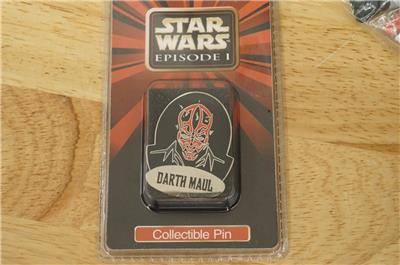 STAR
WARS
EPISODE I
DARTH MAUL
Collectible Pin